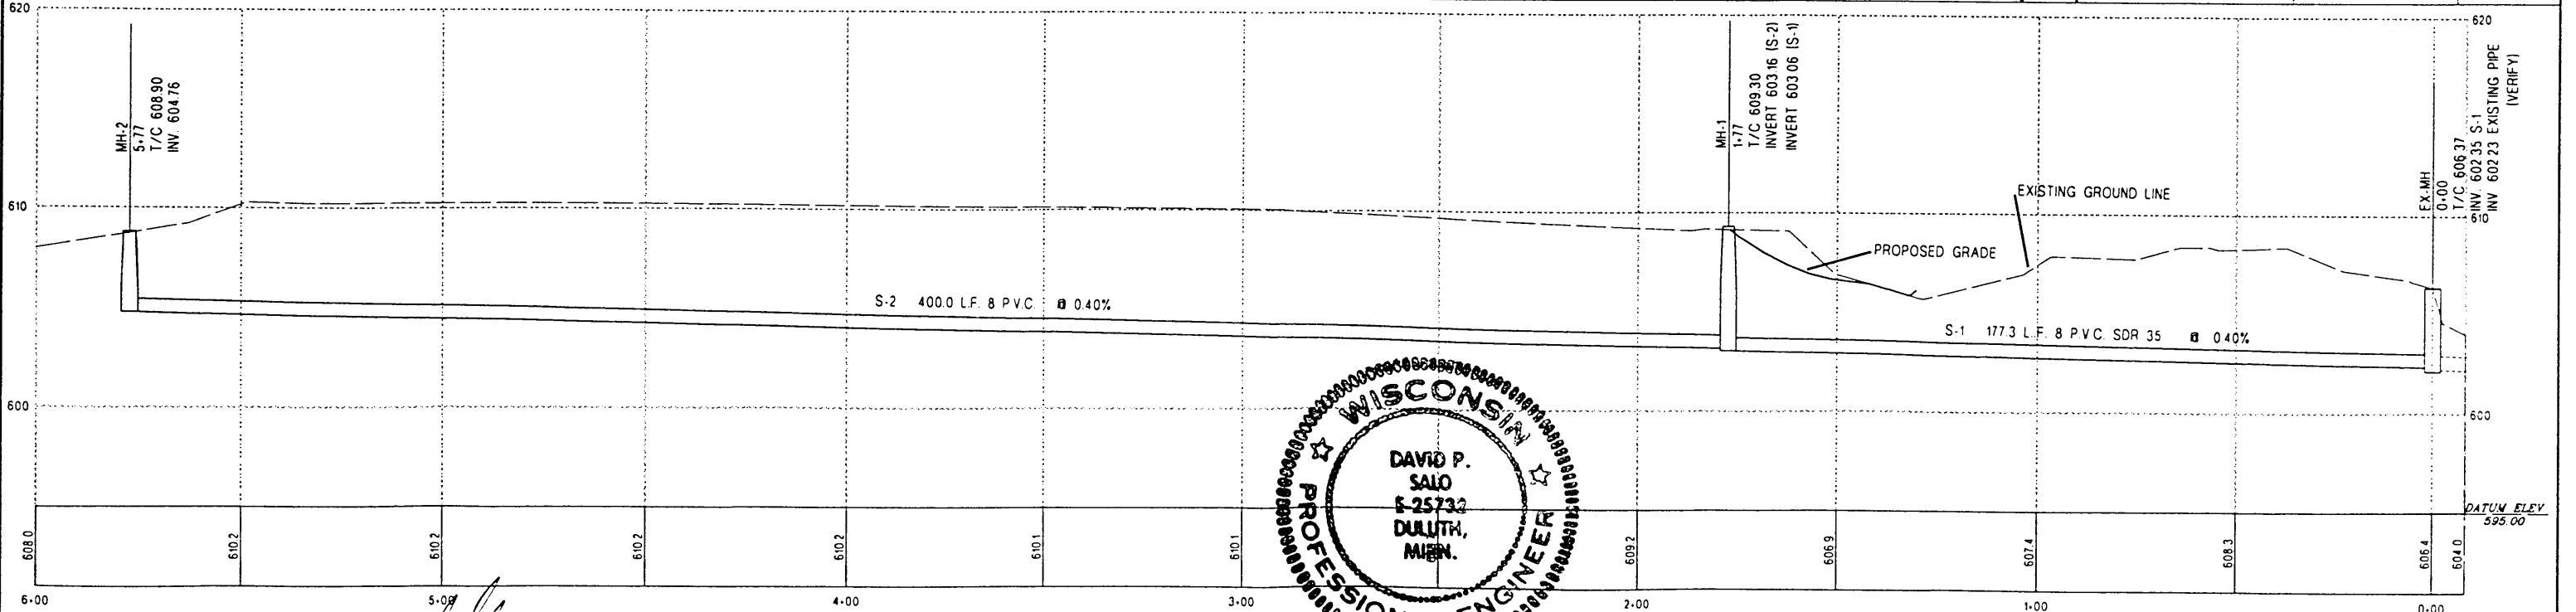 620
620
MH-2
5+77
T/C 608.90
INV. 604.76
MH-1
1+77
T/C 609.30
INVERT 603.16 (S-2)
INVERT 603.06 (S-1)
EX-MH
0+00
T/C 606.37
INV. 602.35 S-1
INV 602 23 EXISTING PIPE
(VERIFY)
610
610
EXISTING GROUND LINE
PROPOSED GRADE
S-2 400.0 L.F. 8 P.V.C. @ 0.40%
S-1 177.3 L.F. 8 P.V.C. SDR 35 @ 0.40%
600
600
WISCONSIN
DAVID P.
SALO
E-25732
DULUTH,
MINN.
PROFESSIONAL ENGINEER
DATUM ELEV
595.00
608.0
610.2
610.2
610.2
610.2
610.1
610.1
609.2
606.9
607.4
608.3
606.4
604.0
6+00
5+00
4+00
3+00
2+00
1+00
0+00